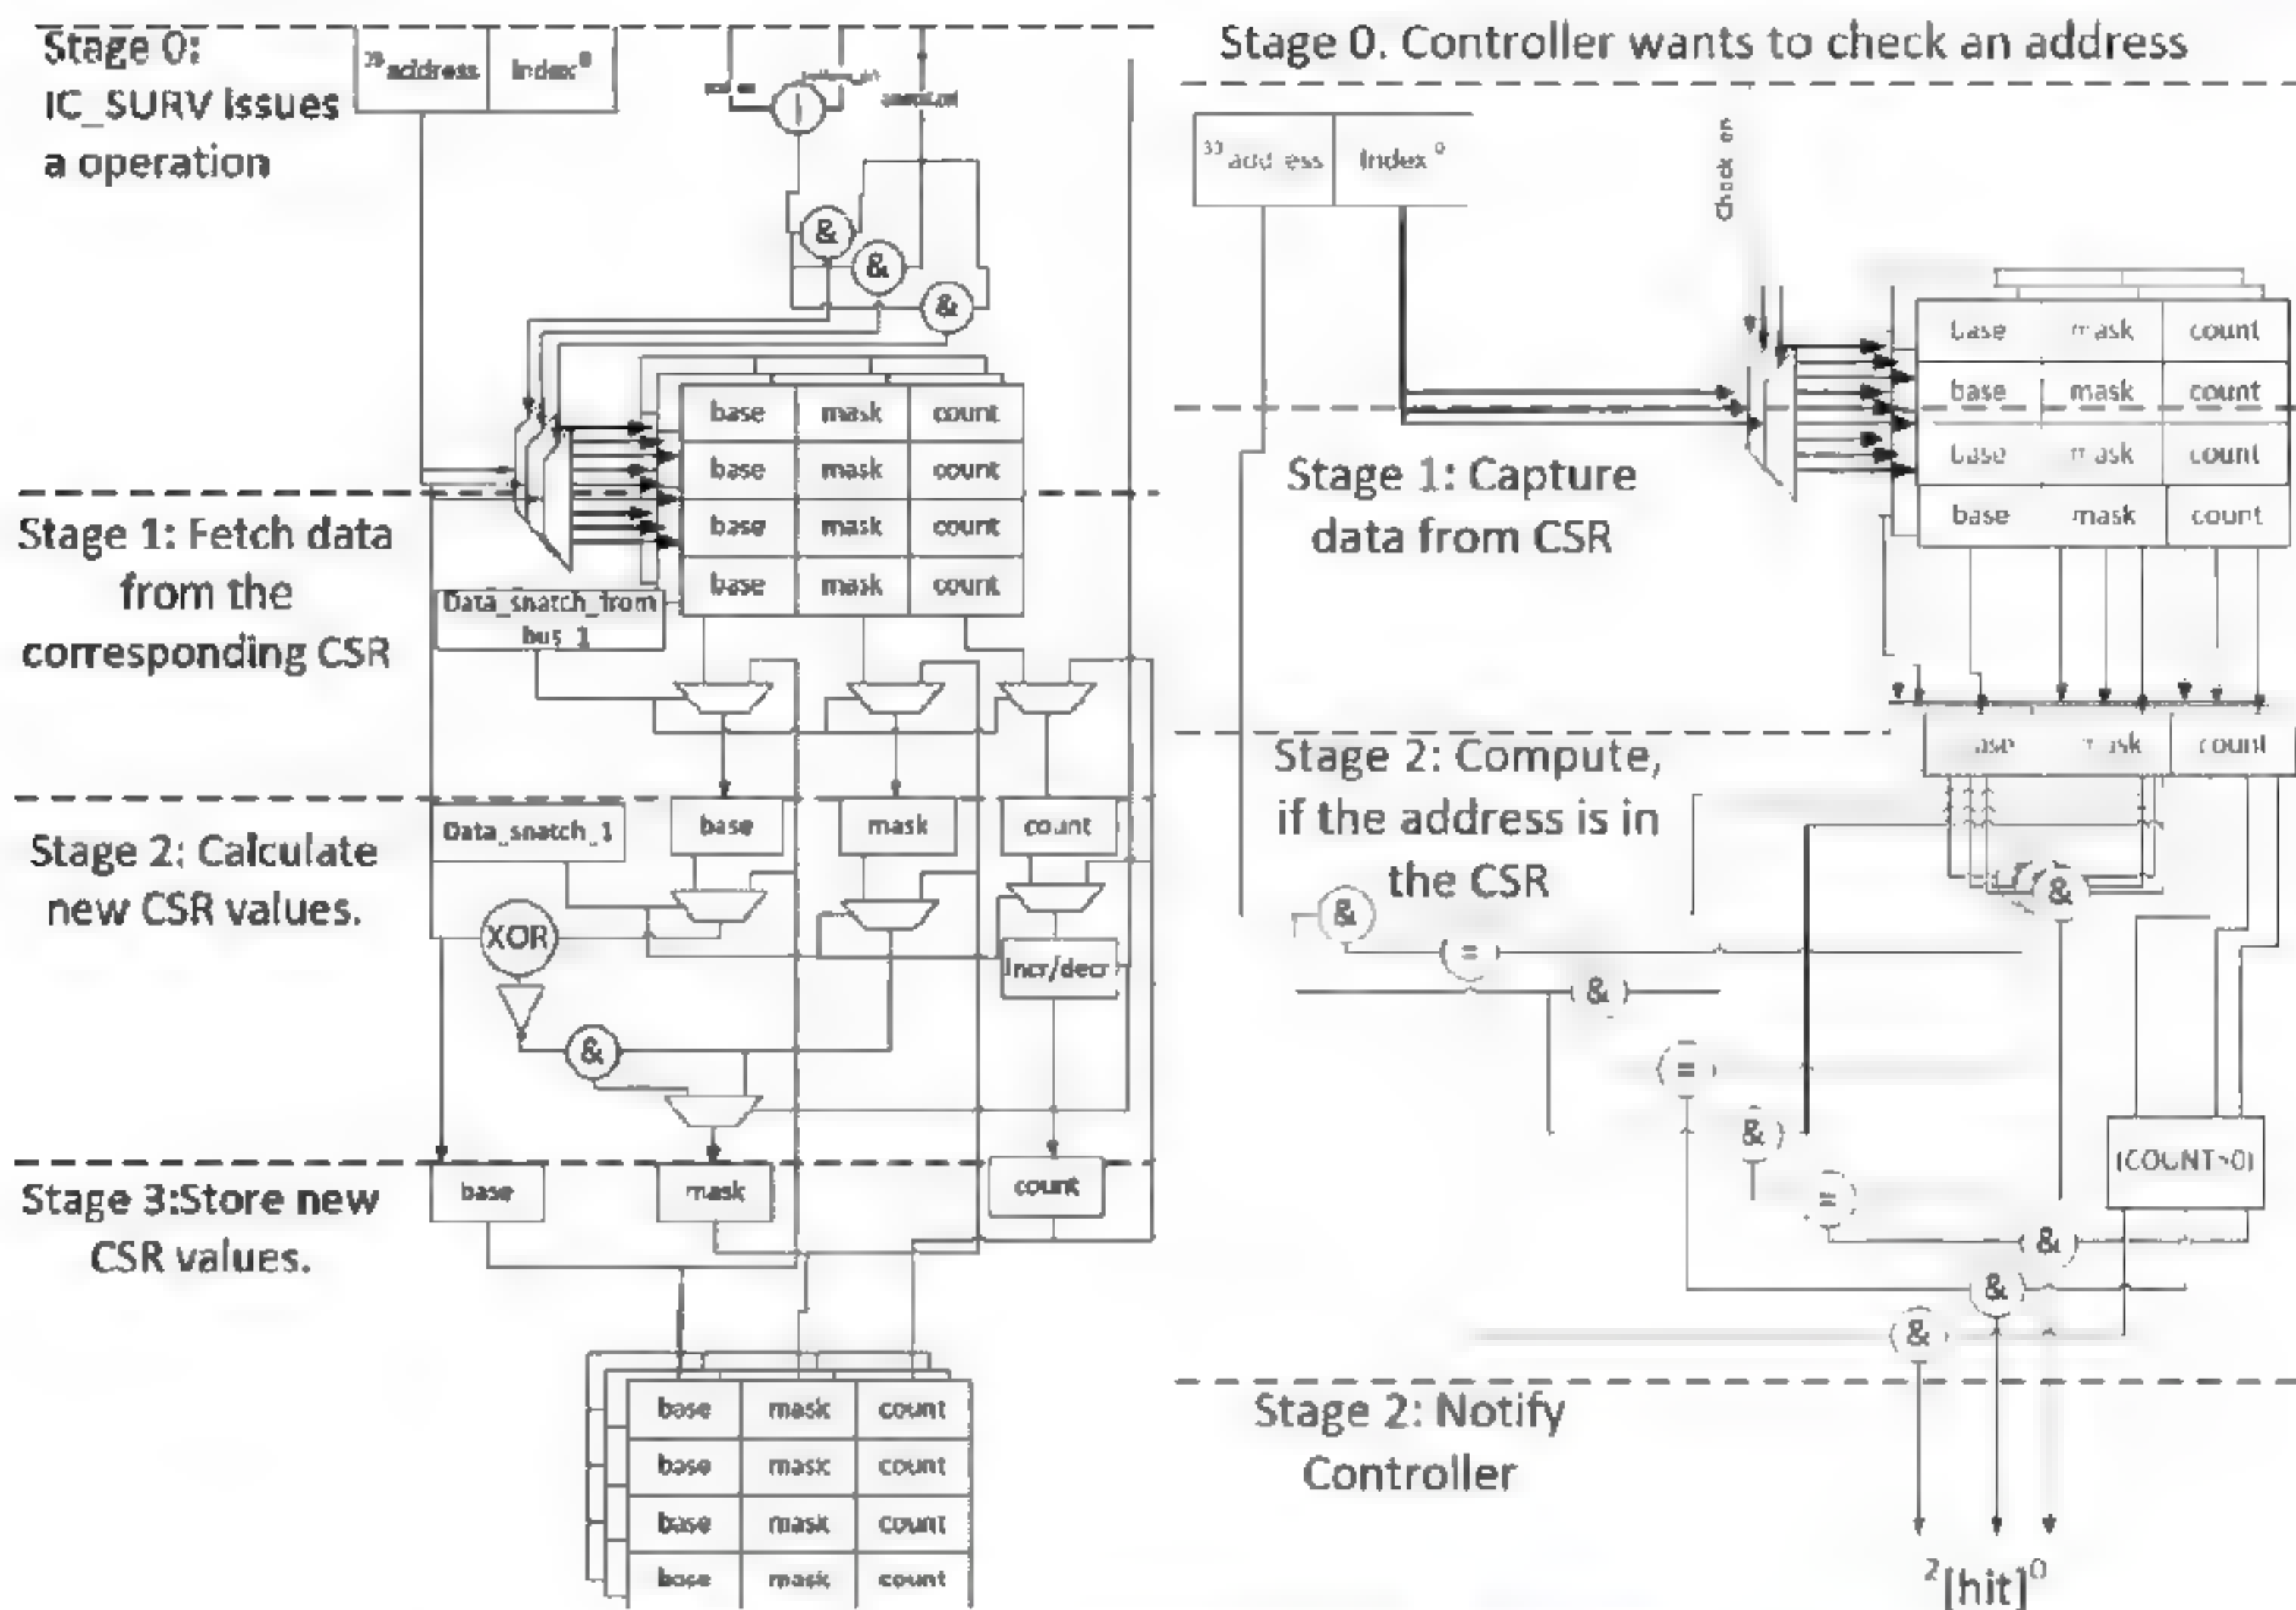 Stage 0:
IC_SURV issues
a operation
address Index⁰
&
&
&
base mask count
base mask count
base mask count
base mask count
Stage 1: Fetch data
from the
corresponding CSR
Data_snatch_from
bus_1
Stage 2: Calculate
new CSR values.
Data_snatch_1
base mask count
XOR
Incr/decr
&
Stage 3:Store new
CSR values.
base mask count
base mask count
base mask count
base mask count
base mask count
Stage 0. Controller wants to check an address
Index⁰
base mask count
base mask count
base mask count
base mask count
Stage 1: Capture
data from CSR
count
Stage 2: Compute,
if the address is in
the CSR
&
&
=
&
=
&
=
&
&
&
Stage 2: Notify
Controller
²[hit]⁰